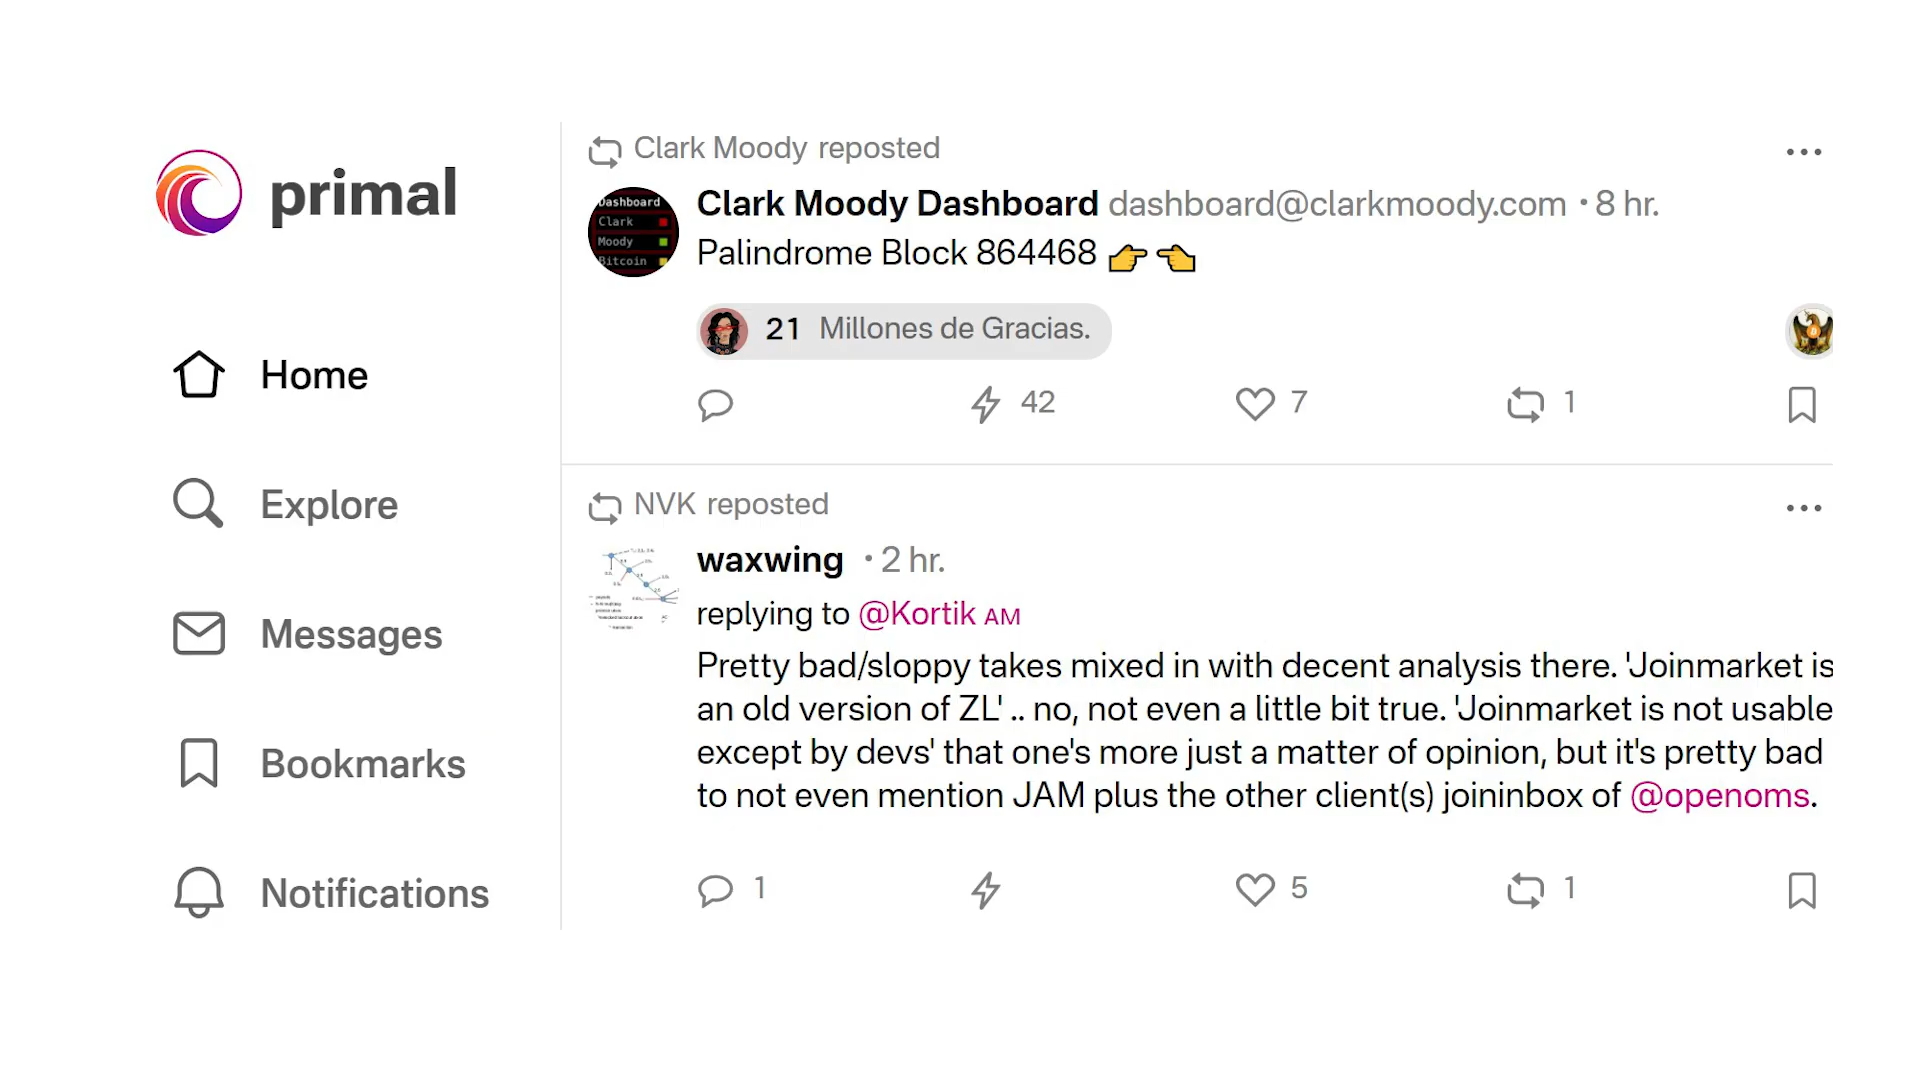 primal
Home
Explore
Messages
Bookmarks
Notifications
Clark Moody reposted
Clark Moody Dashboard dashboard@clarkmoody.com • 8 hr.
Dashboard
Clark
Moody
Bitcoin
Palindrome Block 864468 👉👈
21 Millones de Gracias.
42 7 1
NVK reposted
waxwing • 2 hr.
replying to @Kortik AM
Pretty bad/sloppy takes mixed in with decent analysis there. 'Joinmarket is
an old version of ZL' .. no, not even a little bit true. 'Joinmarket is not usable
except by devs' that one's more just a matter of opinion, but it's pretty bad
to not even mention JAM plus the other client(s) joininbox of @openoms.
1 5 1